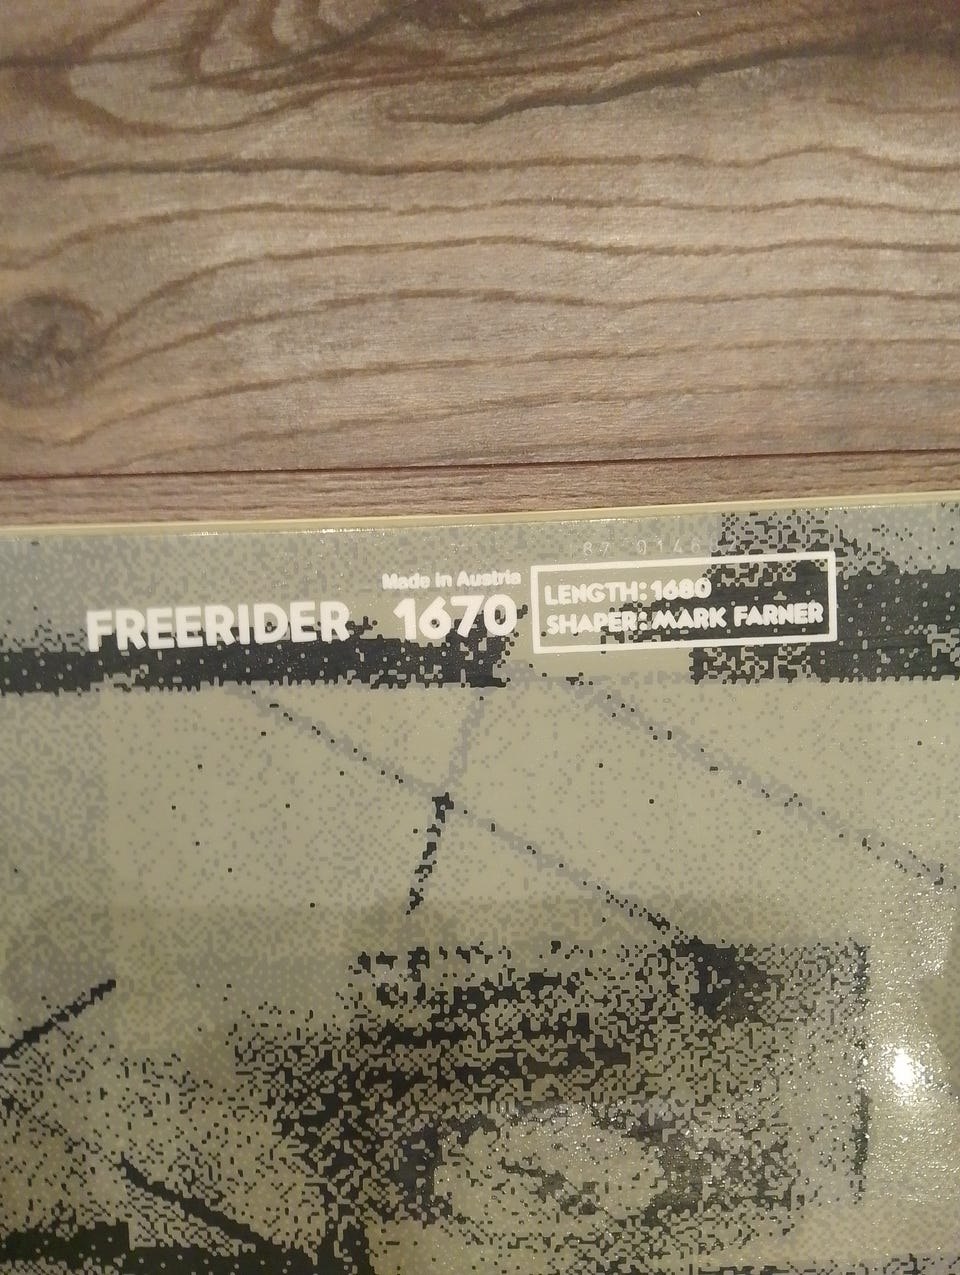 Made in Austria
FREERIDER 1670
LENGTH: 1680
SHAPER: MARK FARNER